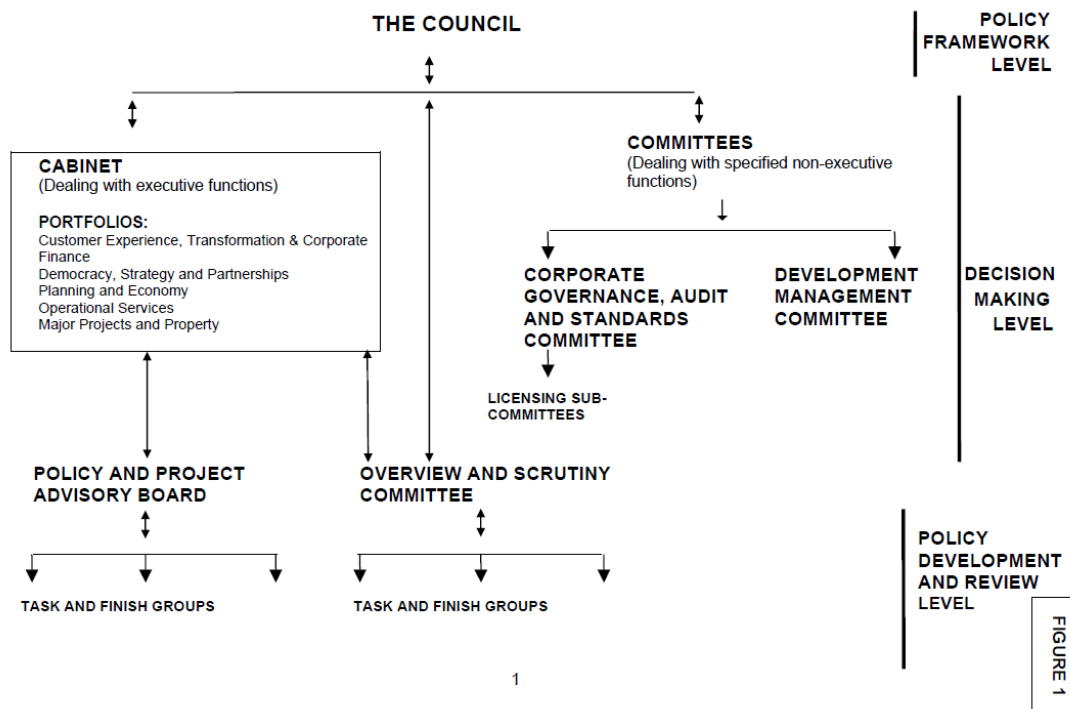 THE COUNCIL
POLICY
FRAMEWORK
LEVEL
CABINET
(Dealing with executive functions)
PORTFOLIOS:
Customer Experience, Transformation & Corporate
Finance
Democracy, Strategy and Partnerships
Planning and Economy
Operational Services
Major Projects and Property
COMMITTEES
(Dealing with specified non-executive
functions)
CORPORATE
GOVERNANCE, AUDIT
AND STANDARDS
COMMITTEE
DEVELOPMENT
MANAGEMENT
COMMITTEE
DECISION
MAKING
LEVEL
LICENSING SUB-
COMMITTEES
POLICY AND PROJECT
ADVISORY BOARD
OVERVIEW AND SCRUTINY
COMMITTEE
TASK AND FINISH GROUPS
TASK AND FINISH GROUPS
POLICY
DEVELOPMENT
AND REVIEW
LEVEL
FIGURE 1
1